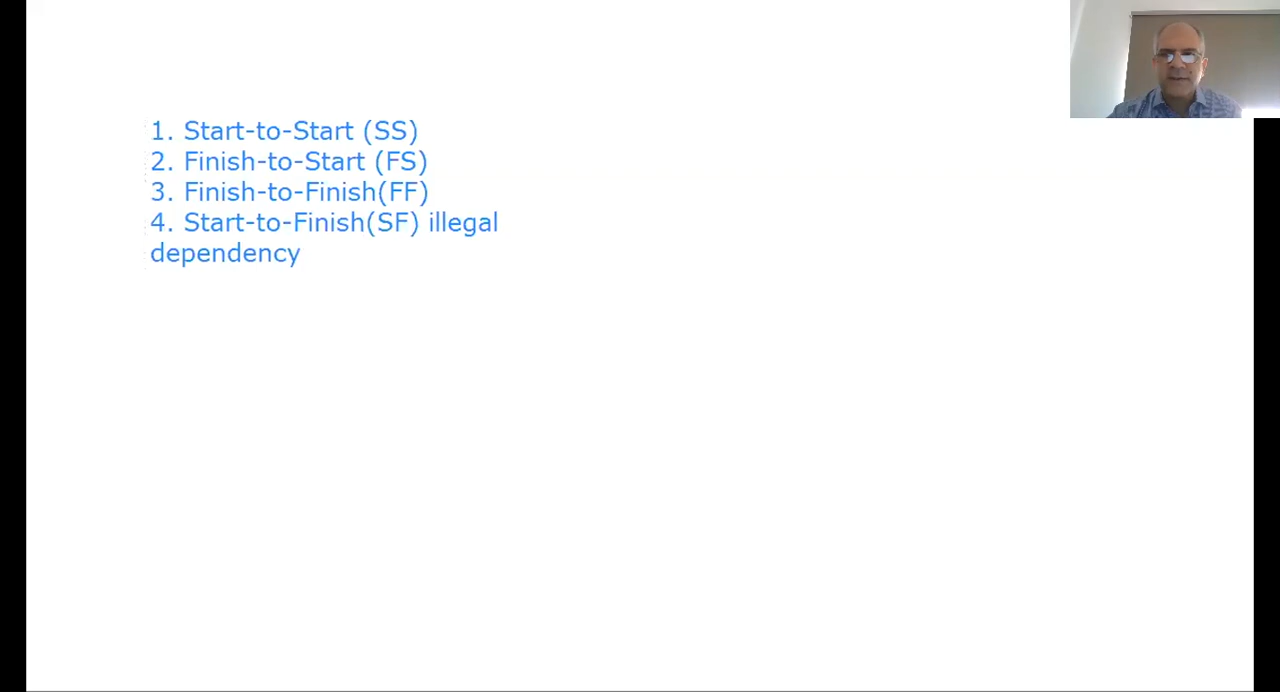 1. Start-to-Start (SS)
2. Finish-to-Start (FS)
3. Finish-to-Finish(FF)
4. Start-to-Finish(SF) illegal
dependency